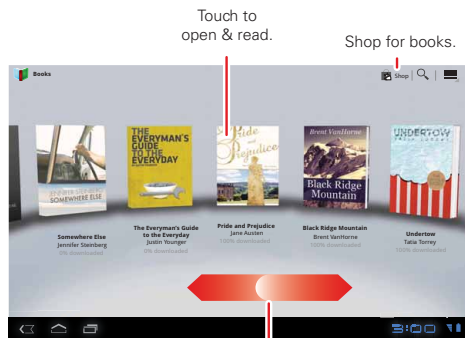 Touch to
open & read.
Shop for books.
Books
Shop
THE
EVERYMAN'S
GUIDE
TO THE
EVERYDAY
Pride
and
Prejudice
Brent VanHorne
Black Ridge
Mountain
UNDERTOW
SOMEWHERE ELSE
Somewhere Else
Jennifer Steinberg
0% downloaded
The Everyman's Guide
to the Everyday
Justin Younger
0% downloaded
Pride and Prejudice
Jane Austen
100% downloaded
Black Ridge Mountain
Brent VanHorne
100% downloaded
Undertow
Tatia Torrey
100% downloaded
3:00